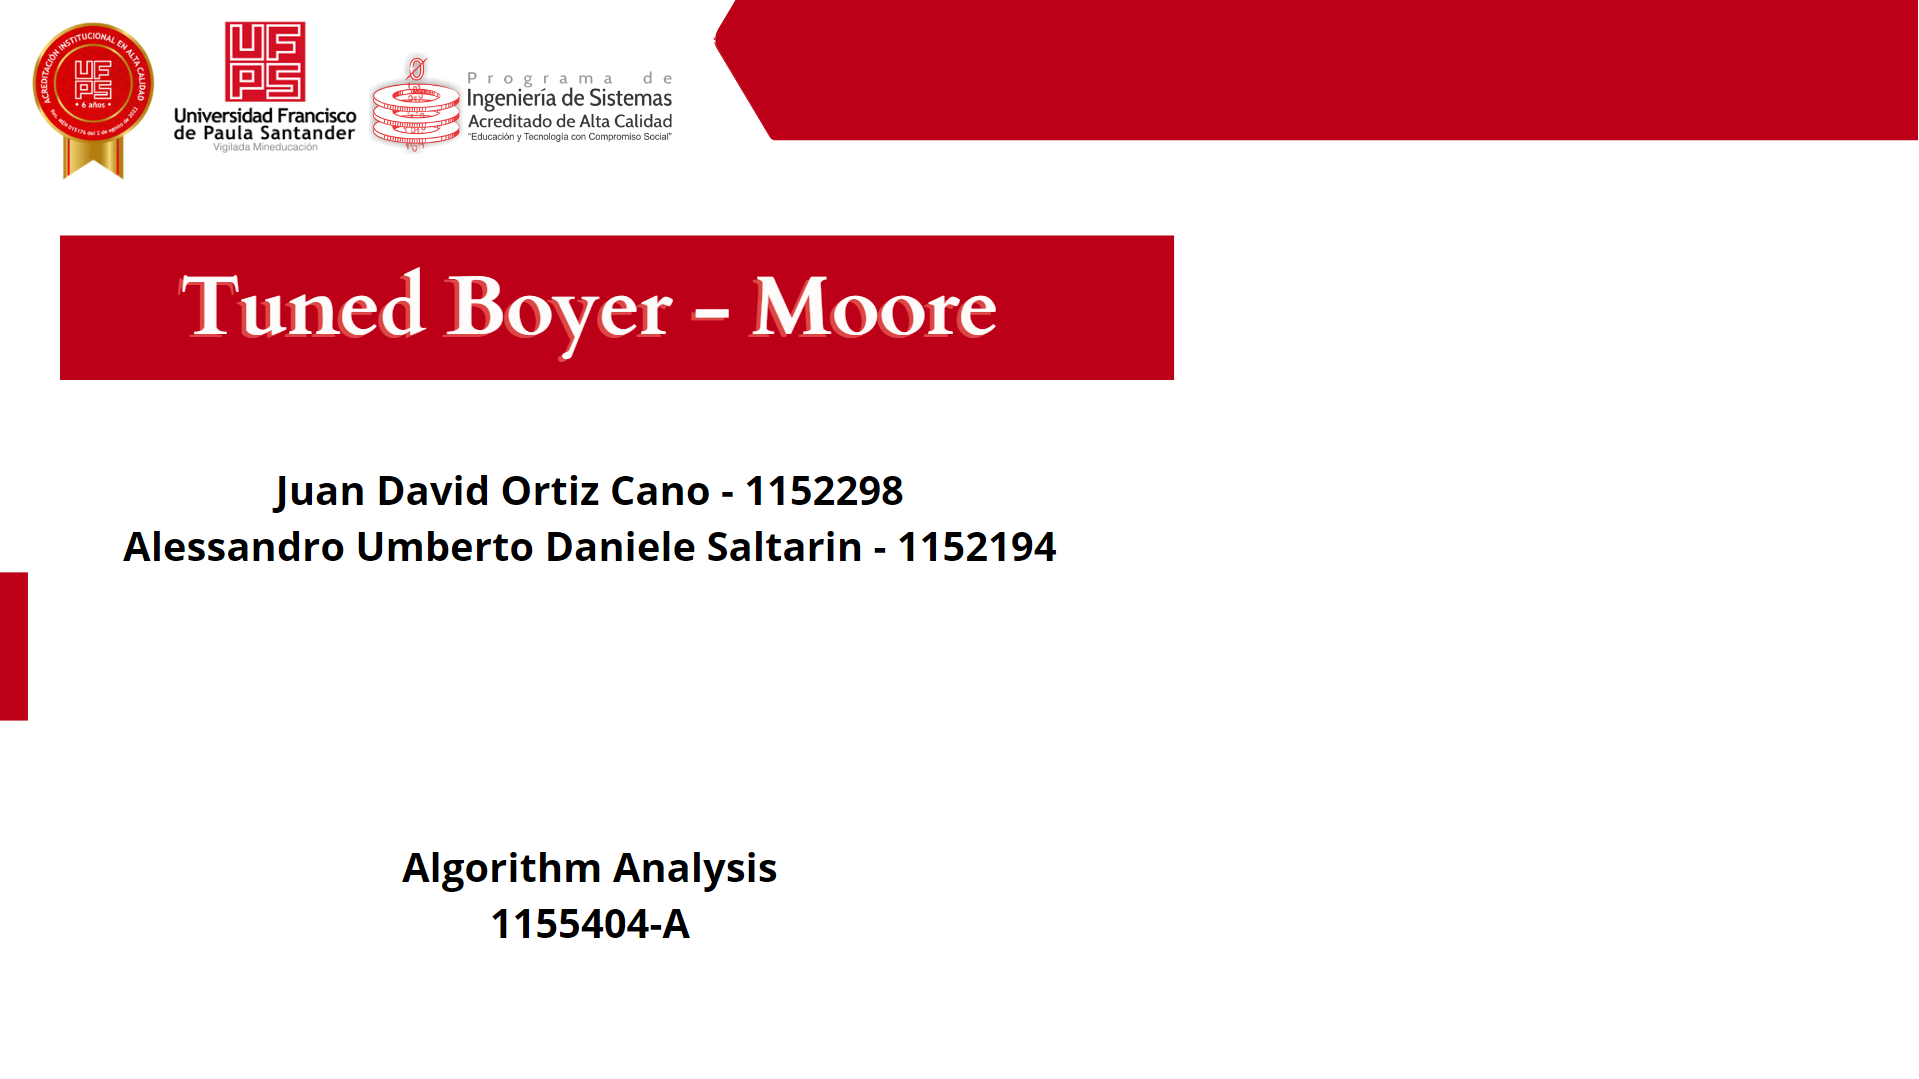 ACREDITACIÓN INSTITUCIONAL EN ALTA CALIDAD
UFPS
• 6 años •
Res. MEN 015176 del 2 de agosto de 2022
UFPS
Universidad Francisco
de Paula Santander
Vigilada Mineducación
Programa de
Ingeniería de Sistemas
Acreditado de Alta Calidad
"Educación y Tecnología con Compromiso Social"
Tuned Boyer - Moore
Juan David Ortiz Cano - 1152298
Alessandro Umberto Daniele Saltarin - 1152194
Algorithm Analysis
1155404-A